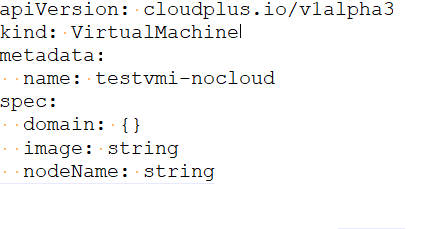 apiVersion: cloudplus.io/v1alpha3
kind: VirtualMachine
metadata:
  name: testvmi-nocloud
spec:
  domain: {}
  image: string
  nodeName: string